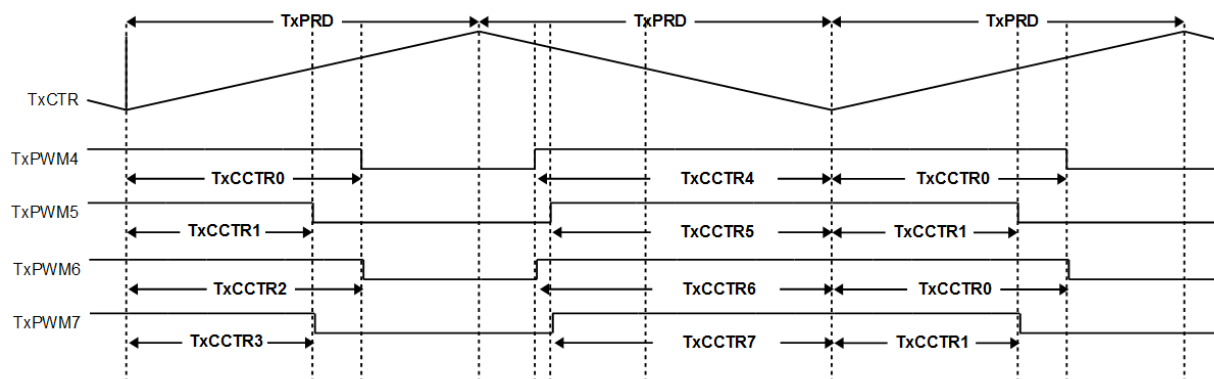 TxPRD TxPRD TxPRD
TxCTR
TxPWM4
TxCCTR0 TxCCTR4 TxCCTR0
TxPWM5
TxCCTR1 TxCCTR5 TxCCTR1
TxPWM6
TxCCTR2 TxCCTR6 TxCCTR0
TxPWM7
TxCCTR3 TxCCTR7 TxCCTR1